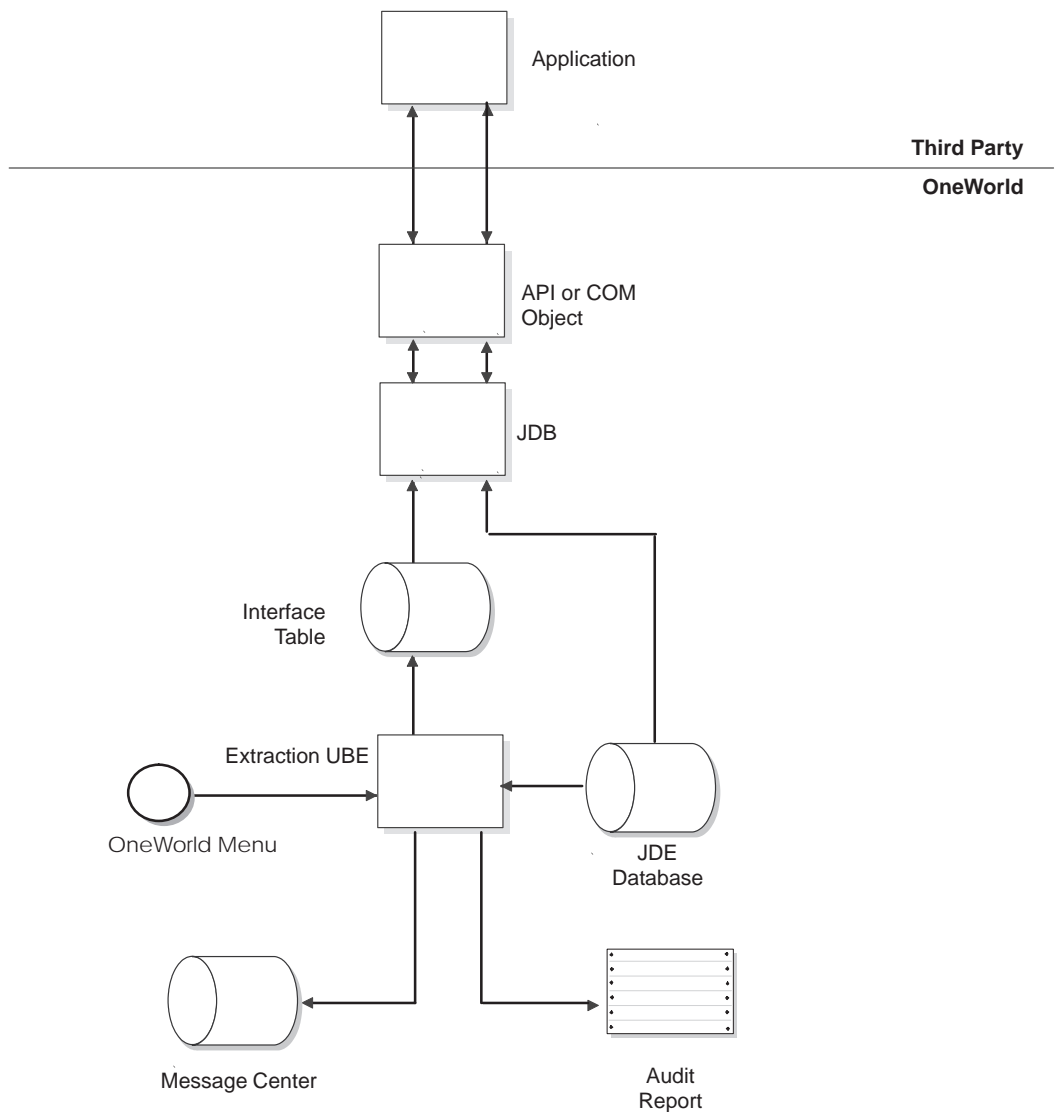 Application
Third Party
OneWorld
API or COM
Object
JDB
Interface
Table
Extraction UBE
OneWorld Menu
JDE
Database
Message Center
Audit
Report